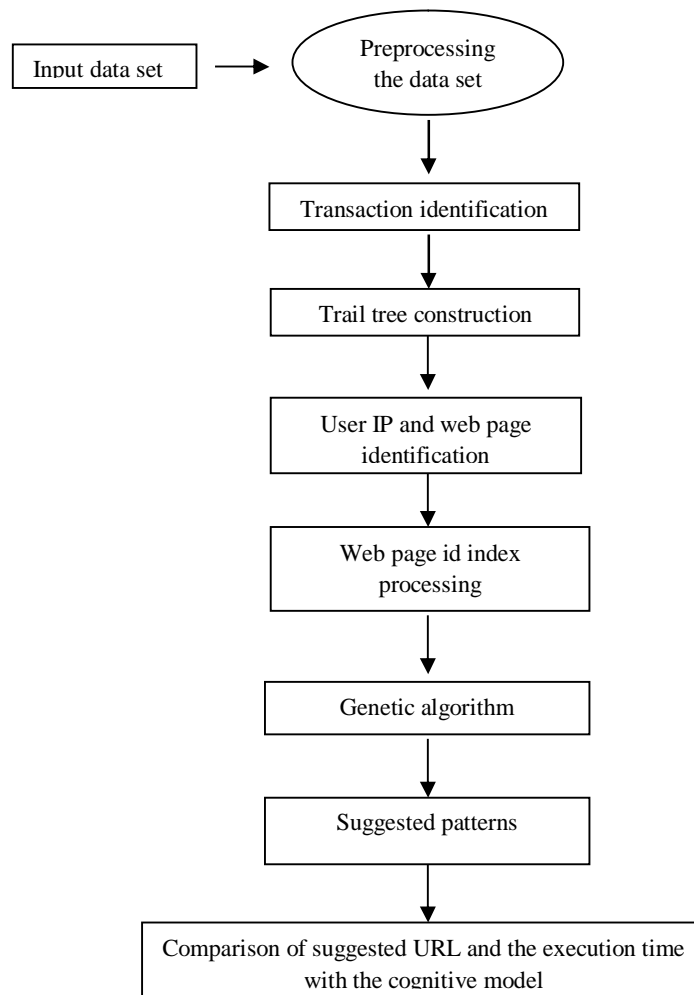 Input data set
Preprocessing
the data set
Transaction identification
Trail tree construction
User IP and web page
identification
Web page id index
processing
Genetic algorithm
Suggested patterns
Comparison of suggested URL and the execution time
with the cognitive model